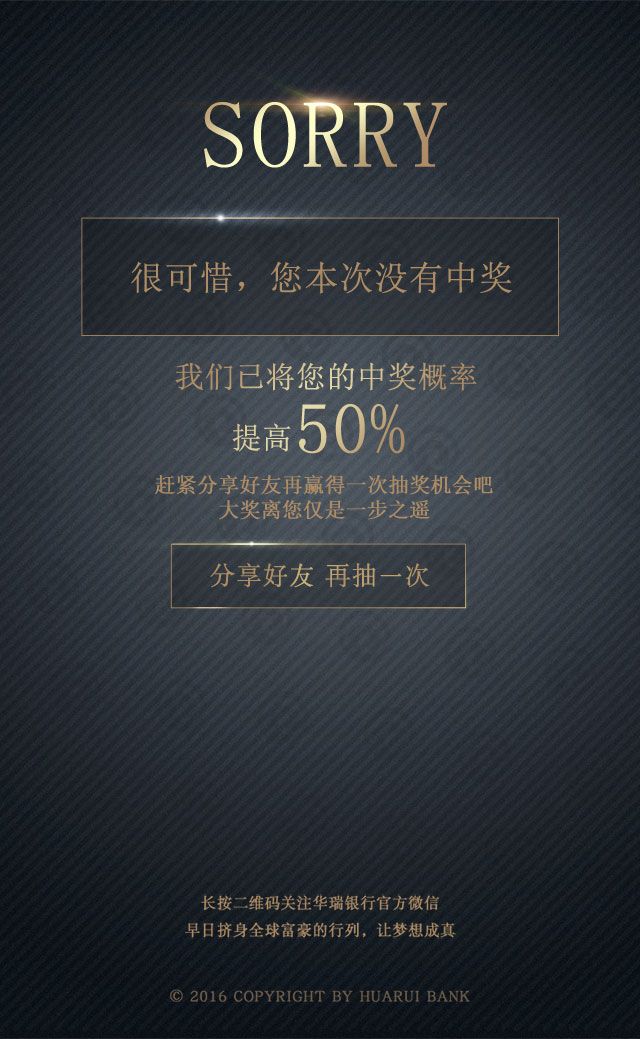 SORRY
很可惜，您本次没有中奖
我们已将您的中奖概率
提高50%
赶紧分享好友再赢得一次抽奖机会吧
大奖离您仅是一步之遥
分享好友 再抽一次
长按二维码关注华瑞银行官方微信
早日挤身全球富豪的行列，让梦想成真
© 2016 COPYRIGHT BY HUARUI BANK